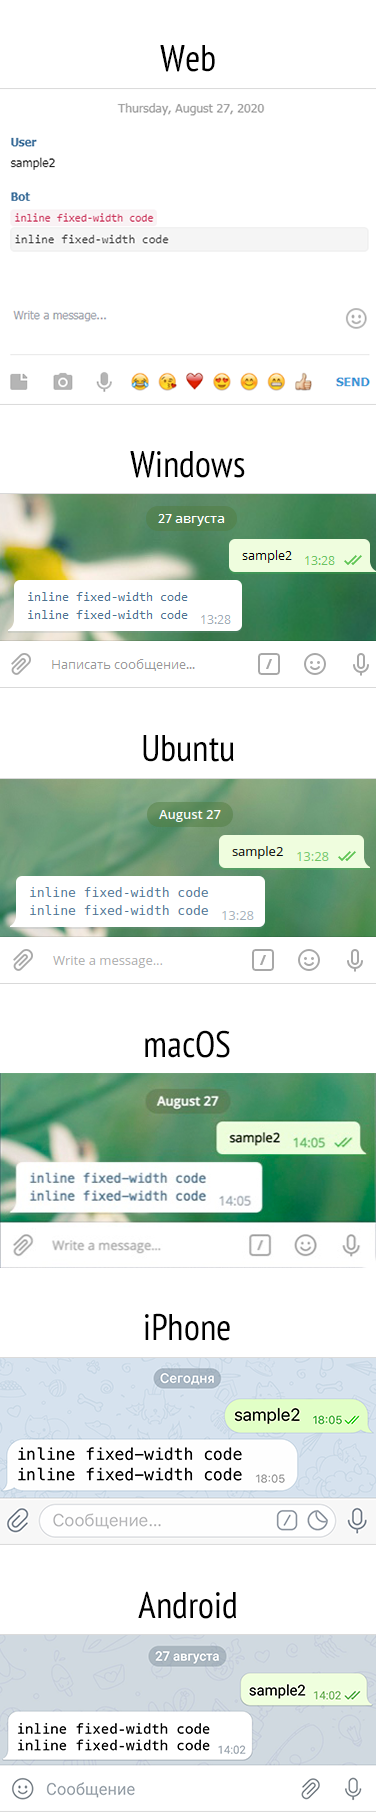 Web
Thursday, August 27, 2020
User
sample2
Bot
inline fixed-width code
inline fixed-width code
Write a message...
SEND
Windows
27 августа
sample2 13:28
inline fixed-width code
inline fixed-width code 13:28
Написать сообщение...
Ubuntu
August 27
sample2 13:28
inline fixed-width code
inline fixed-width code 13:28
Write a message...
macOS
August 27
sample2 14:05
inline fixed-width code
inline fixed-width code 14:05
Write a message...
iPhone
Сегодня
sample2 18:05
inline fixed-width code
inline fixed-width code 18:05
Сообщение...
Android
27 августа
sample2 14:02
inline fixed-width code
inline fixed-width code 14:02
Сообщение